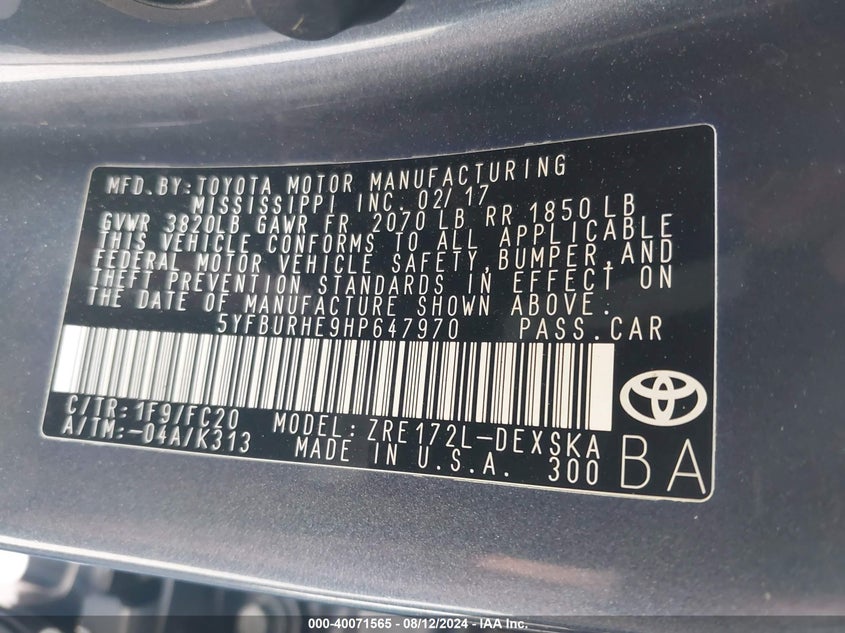 MFD.BY:TOYOTA MOTOR MANUFACTURING
MISSISSIPPI INC. 02/17
GVWR 3820LB GAWR FR 2070 LB RR 1850 LB
THIS VEHICLE CONFORMS TO ALL APPLICABLE
FEDERAL MOTOR VEHICLE SAFETY,BUMPER,AND
THEFT PREVENTION STANDARDS IN EFFECT ON
THE DATE OF MANUFACTURE SHOWN ABOVE.
5YFBURHE9HP647970 PASS.CAR
C/TR:1F9/FC20 MODEL:ZRE172L-DEXSKA
A/TM:-04A/K313 MADE IN U.S.A. 300 BA
000-40071565 - 08/12/2024 - IAA Inc.